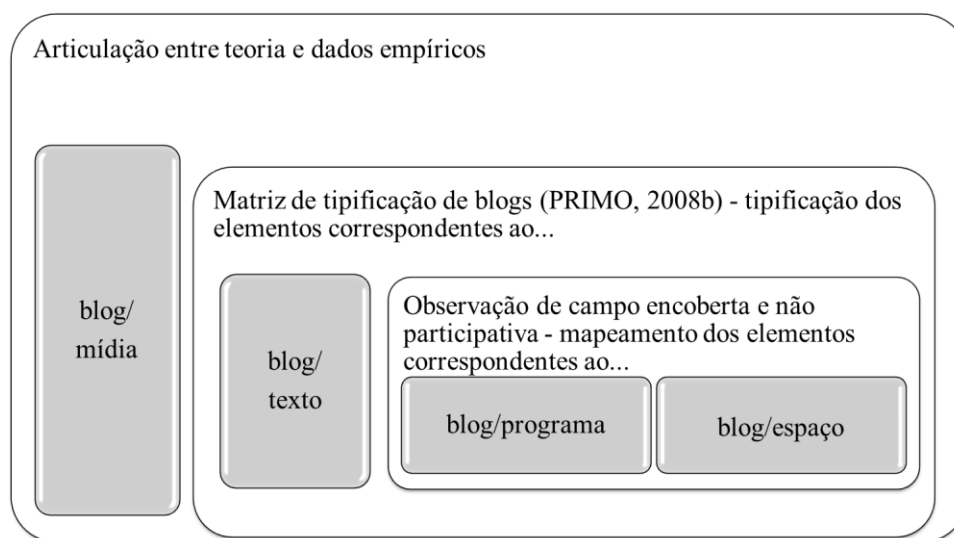 Articulação entre teoria e dados empíricos
blog/
mídia
Matriz de tipificação de blogs (PRIMO, 2008b) - tipificação dos
elementos correspondentes ao...
blog/
texto
Observação de campo encoberta e não
participativa - mapeamento dos elementos
correspondentes ao...
blog/programa
blog/espaço